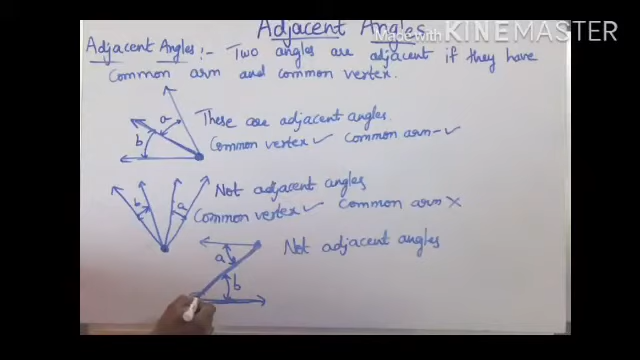 Adjacent Angles
Made with KINEMASTER
Adjacent Angles :- Two angles are adjacent if they have
common arm and common vertex.
a
b
These are adjacent angles.
Common vertex ✓ Common arm - ✓
b
a
Not adjacent angles
Common vertex ✓ Common arm ×
a
b
Not adjacent angles